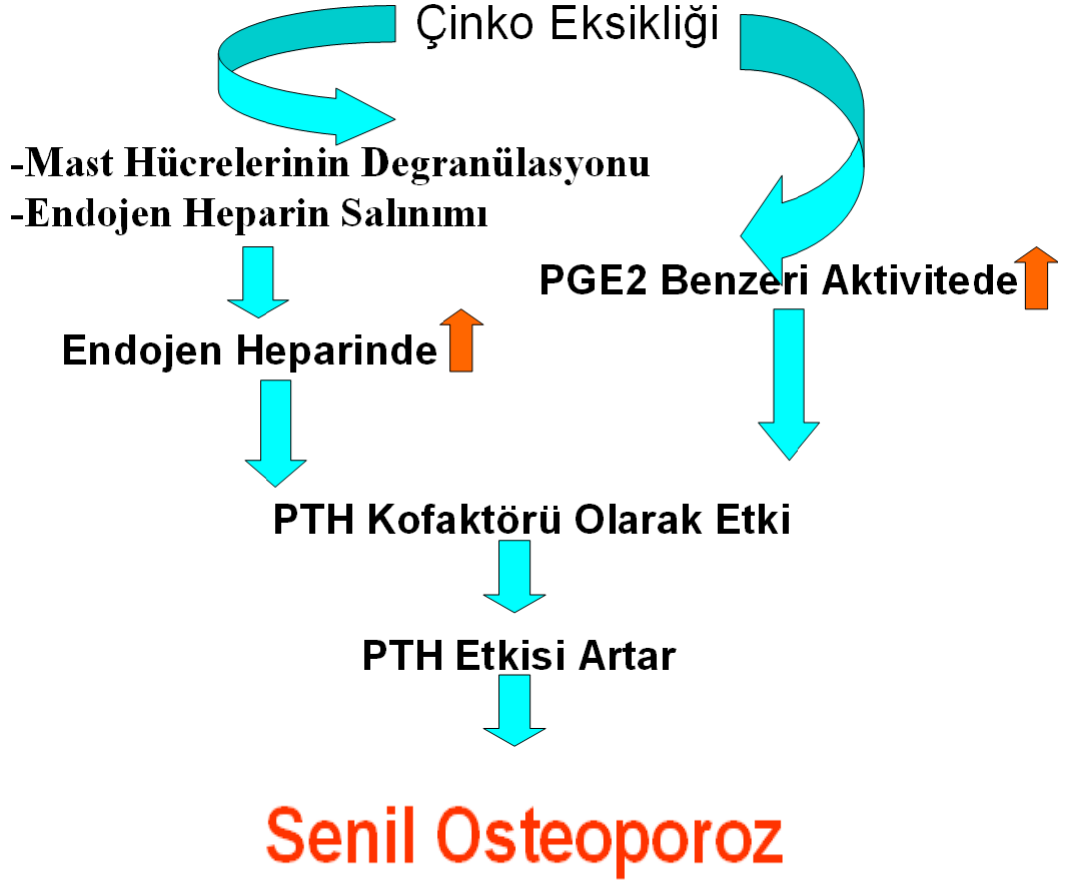 Çinko Eksikliği
-Mast Hücrelerinin Degranülasyonu
-Endojen Heparin Salınımı
PGE2 Benzeri Aktivitede
Endojen Heparinde
PTH Kofaktörü Olarak Etki
PTH Etkisi Artar
Senil Osteoporoz